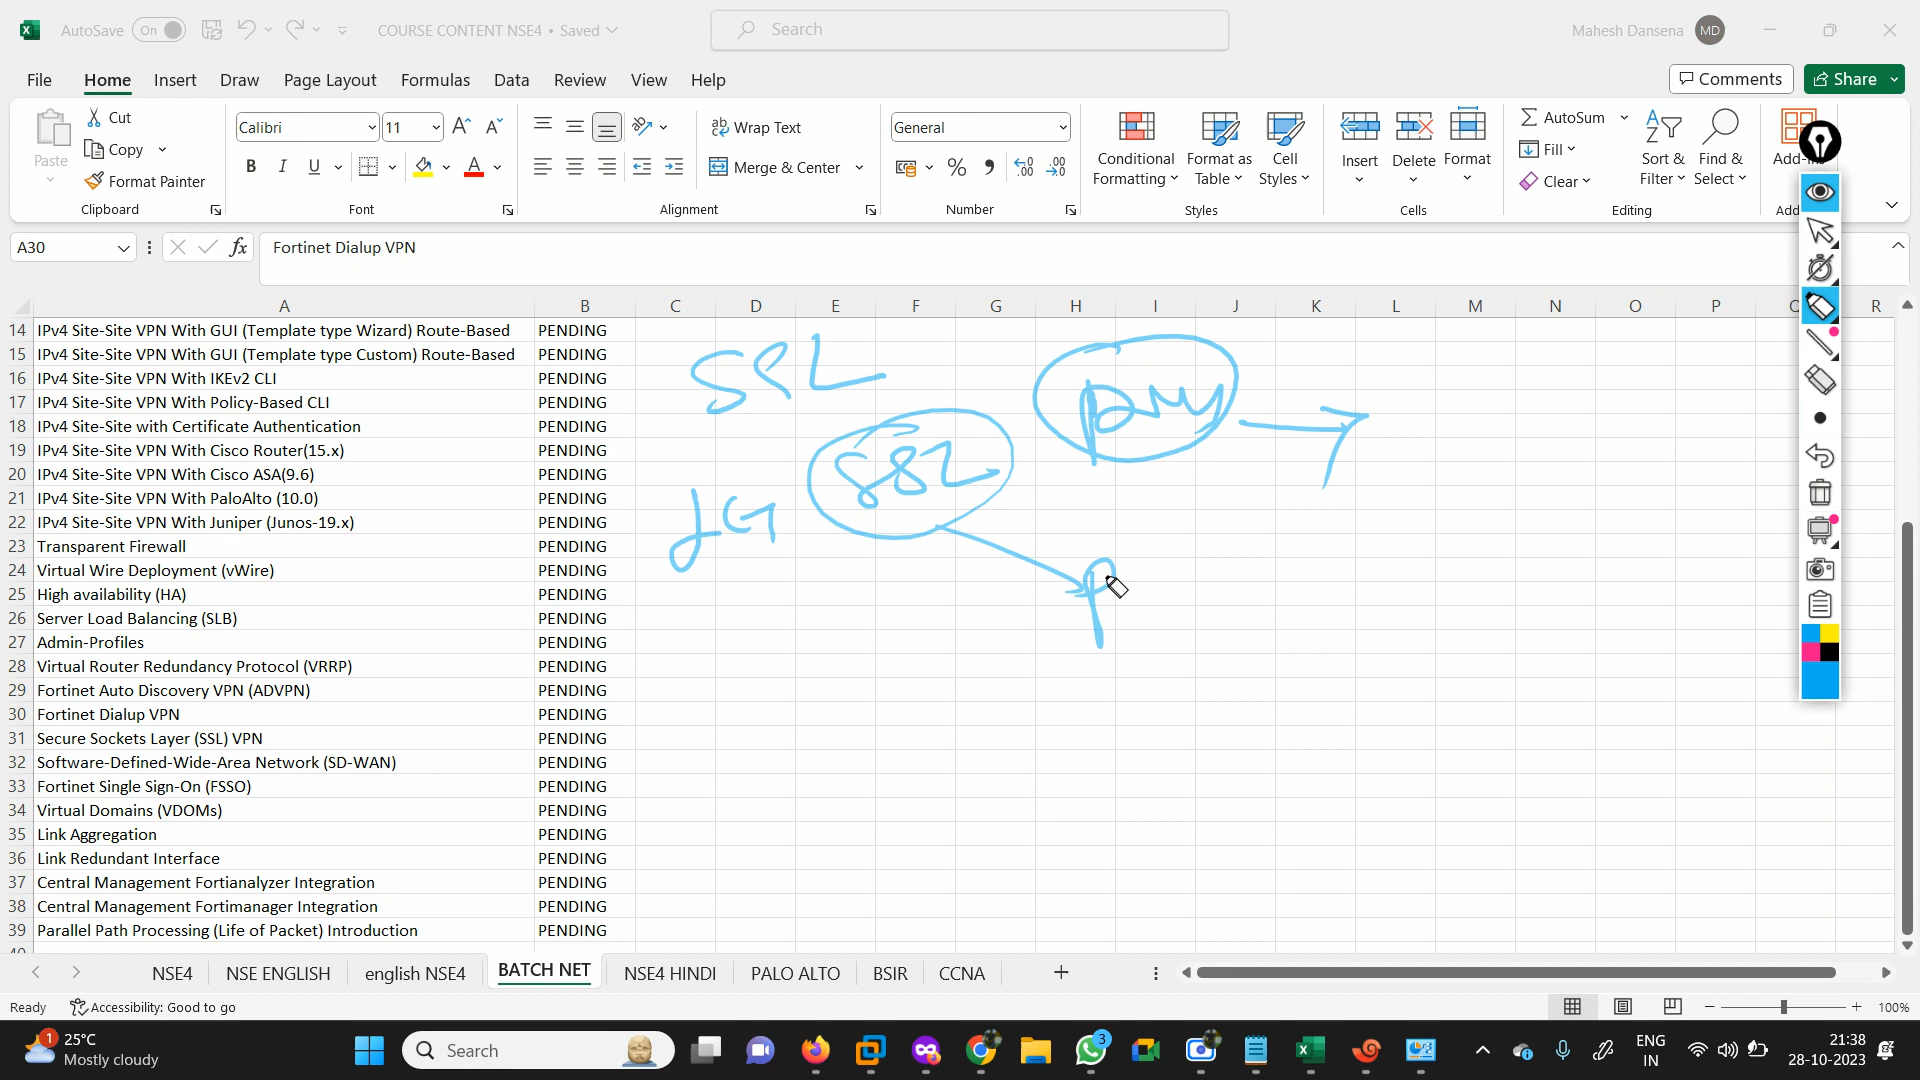 AutoSave On COURSE CONTENT NSE4 • Saved Search Mahesh Dansena MD
File Home Insert Draw Page Layout Formulas Data Review View Help Comments Share
Paste Cut Calibri 11 Wrap Text General Conditional Formatting Format as Table Cell Styles Insert Delete Format AutoSum Sort & Filter Find & Select
Copy Fill
Format Painter B I U A Merge & Center % Clear
Clipboard Font Alignment Number Styles Cells Editing
A30 fx Fortinet Dialup VPN
A B C D E F G H I J K L M N O P Q R
14 IPv4 Site-Site VPN With GUI (Template type Wizard) Route-Based PENDING
15 IPv4 Site-Site VPN With GUI (Template type Custom) Route-Based PENDING
16 IPv4 Site-Site VPN With IKEv2 CLI PENDING
17 IPv4 Site-Site VPN With Policy-Based CLI PENDING
18 IPv4 Site-Site with Certificate Authentication PENDING
19 IPv4 Site-Site VPN With Cisco Router(15.x) PENDING
20 IPv4 Site-Site VPN With Cisco ASA(9.6) PENDING
21 IPv4 Site-Site VPN With PaloAlto (10.0) PENDING
22 IPv4 Site-Site VPN With Juniper (Junos-19.x) PENDING
23 Transparent Firewall PENDING
24 Virtual Wire Deployment (vWire) PENDING
25 High availability (HA) PENDING
26 Server Load Balancing (SLB) PENDING
27 Admin-Profiles PENDING
28 Virtual Router Redundancy Protocol (VRRP) PENDING
29 Fortinet Auto Discovery VPN (ADVPN) PENDING
30 Fortinet Dialup VPN PENDING
31 Secure Sockets Layer (SSL) VPN PENDING
32 Software-Defined-Wide-Area Network (SD-WAN) PENDING
33 Fortinet Single Sign-On (FSSO) PENDING
34 Virtual Domains (VDOMs) PENDING
35 Link Aggregation PENDING
36 Link Redundant Interface PENDING
37 Central Management Fortianalyzer Integration PENDING
38 Central Management Fortimanager Integration PENDING
39 Parallel Path Processing (Life of Packet) Introduction PENDING
SSL
P
NSE4 NSE ENGLISH english NSE4 BATCH NET NSE4 HINDI PALO ALTO BSIR CCNA
Ready Accessibility: Good to go 100%
1 25°C Mostly cloudy Search 3 ENG IN 21:38 28-10-2023